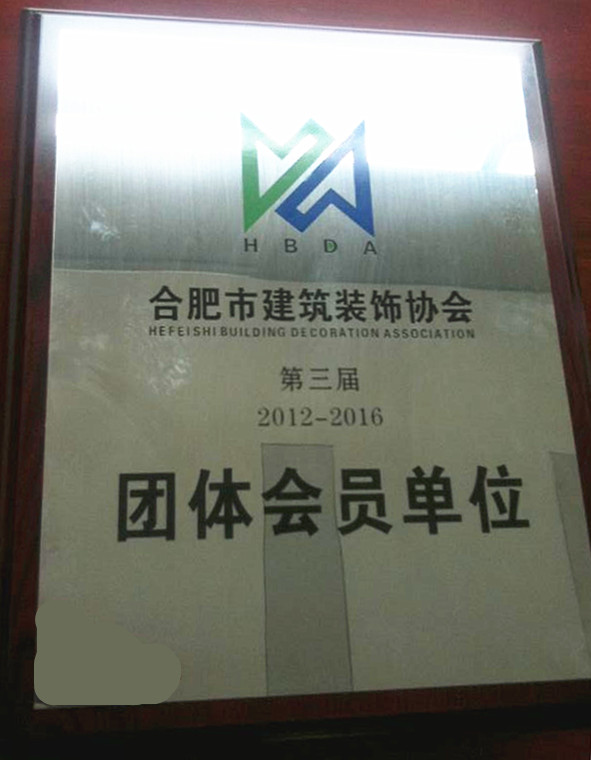 HBDA
合肥市建筑装饰协会
HEFEISHI BUILDING DECORATION ASSOCIATION
第三届
2012-2016
团体会员单位